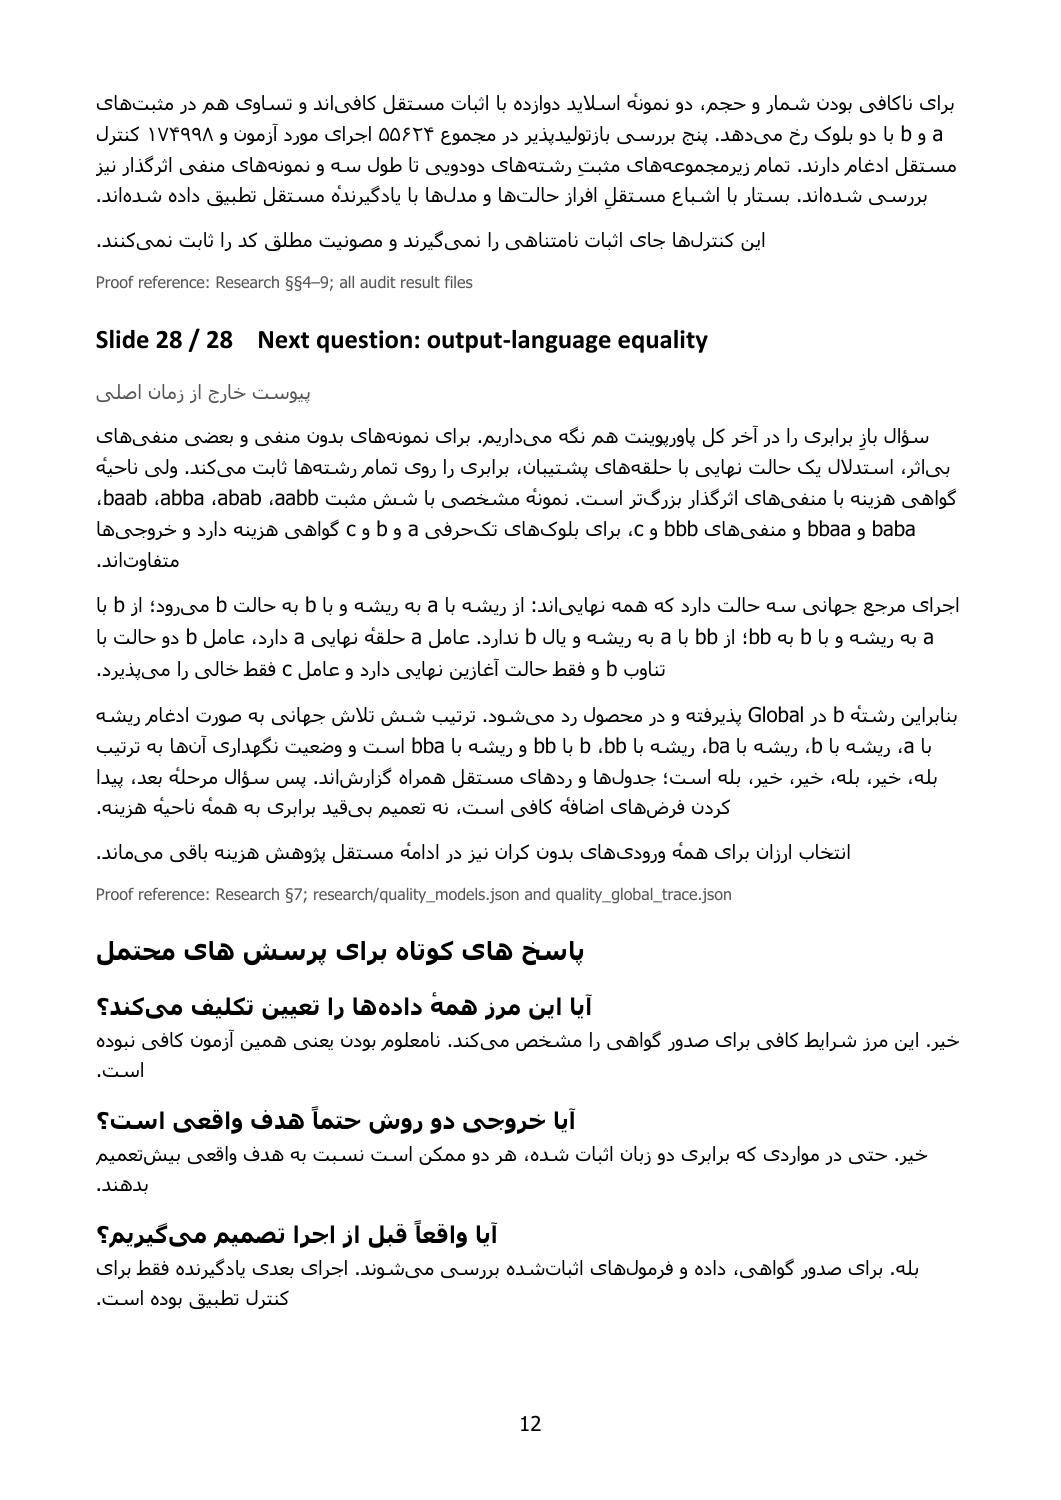 برای ناکافی بودن شمار و حجم، دو نمونهٔ اسلاید دوازده با اثبات مستقل کافی‌اند و تساوی هم در مثبت‌های
a و b با دو بلوک رخ می‌دهد. پنج بررسی بازتولیدپذیر در مجموع ۵۵۶۲۴ اجرای مورد آزمون و ۱۷۴۹۹۸ کنترل
مستقل ادغام دارند. تمام زیرمجموعه‌های مثبتِ رشته‌های دودویی تا طول سه و نمونه‌های منفی اثرگذار نیز
بررسی شده‌اند. بستار با اشباع مستقلِ افراز حالت‌ها و مدل‌ها با یادگیرندهٔ مستقل تطبیق داده شده‌اند.
این کنترل‌ها جای اثبات نامتناهی را نمی‌گیرند و مصونیت مطلق کد را ثابت نمی‌کنند.
Proof reference: Research §§4–9; all audit result files
Slide 28 / 28 Next question: output-language equality
پیوست خارج از زمان اصلی
سؤال بازِ برابری را در آخر کل پاورپوینت هم نگه می‌داریم. برای نمونه‌های بدون منفی و بعضی منفی‌های
بی‌اثر، استدلال یک حالت نهایی با حلقه‌های پشتیبان، برابری را روی تمام رشته‌ها ثابت می‌کند. ولی ناحیهٔ
گواهی هزینه با منفی‌های اثرگذار بزرگ‌تر است. نمونهٔ مشخصی با شش مثبت aabb، ‏abab، ‏abba، ‏baab،
baba و bbaa و منفی‌های bbb و c، برای بلوک‌های تک‌حرفی a و b و c گواهی هزینه دارد و خروجی‌ها
متفاوت‌اند.
اجرای مرجع جهانی سه حالت دارد که همه نهایی‌اند: از ریشه با a به ریشه و با b به حالت b می‌رود؛ از b با
a به ریشه و با b به bb؛ از bb با a به ریشه و یال b ندارد. عامل a حلقهٔ نهایی a دارد، عامل b دو حالت با
تناوب b و فقط حالت آغازین نهایی دارد و عامل c فقط خالی را می‌پذیرد.
بنابراین رشتهٔ b در Global پذیرفته و در محصول رد می‌شود. ترتیب شش تلاش جهانی به صورت ادغام ریشه
با a، ریشه با b، ریشه با ba، ریشه با bb، ‏b با bb و ریشه با bba است و وضعیت نگهداری آن‌ها به ترتیب
بله، خیر، بله، خیر، خیر، بله است؛ جدول‌ها و ردهای مستقل همراه گزارش‌اند. پس سؤال مرحلهٔ بعد، پیدا
کردن فرض‌های اضافهٔ کافی است، نه تعمیم بی‌قید برابری به همهٔ ناحیهٔ هزینه.
انتخاب ارزان برای همهٔ ورودی‌های بدون کران نیز در ادامهٔ مستقل پژوهش هزینه باقی می‌ماند.
Proof reference: Research §7; research/quality_models.json and quality_global_trace.json
پاسخ های کوتاه برای پرسش های محتمل
آیا این مرز همهٔ داده‌ها را تعیین تکلیف می‌کند؟
خیر. این مرز شرایط کافی برای صدور گواهی را مشخص می‌کند. نامعلوم بودن یعنی همین آزمون کافی نبوده
است.
آیا خروجی دو روش حتماً هدف واقعی است؟
خیر. حتی در مواردی که برابری دو زبان اثبات شده، هر دو ممکن است نسبت به هدف واقعی بیش‌تعمیم
بدهند.
آیا واقعاً قبل از اجرا تصمیم می‌گیریم؟
بله. برای صدور گواهی، داده و فرمول‌های اثبات‌شده بررسی می‌شوند. اجرای بعدی یادگیرنده فقط برای
کنترل تطبیق بوده است.
12